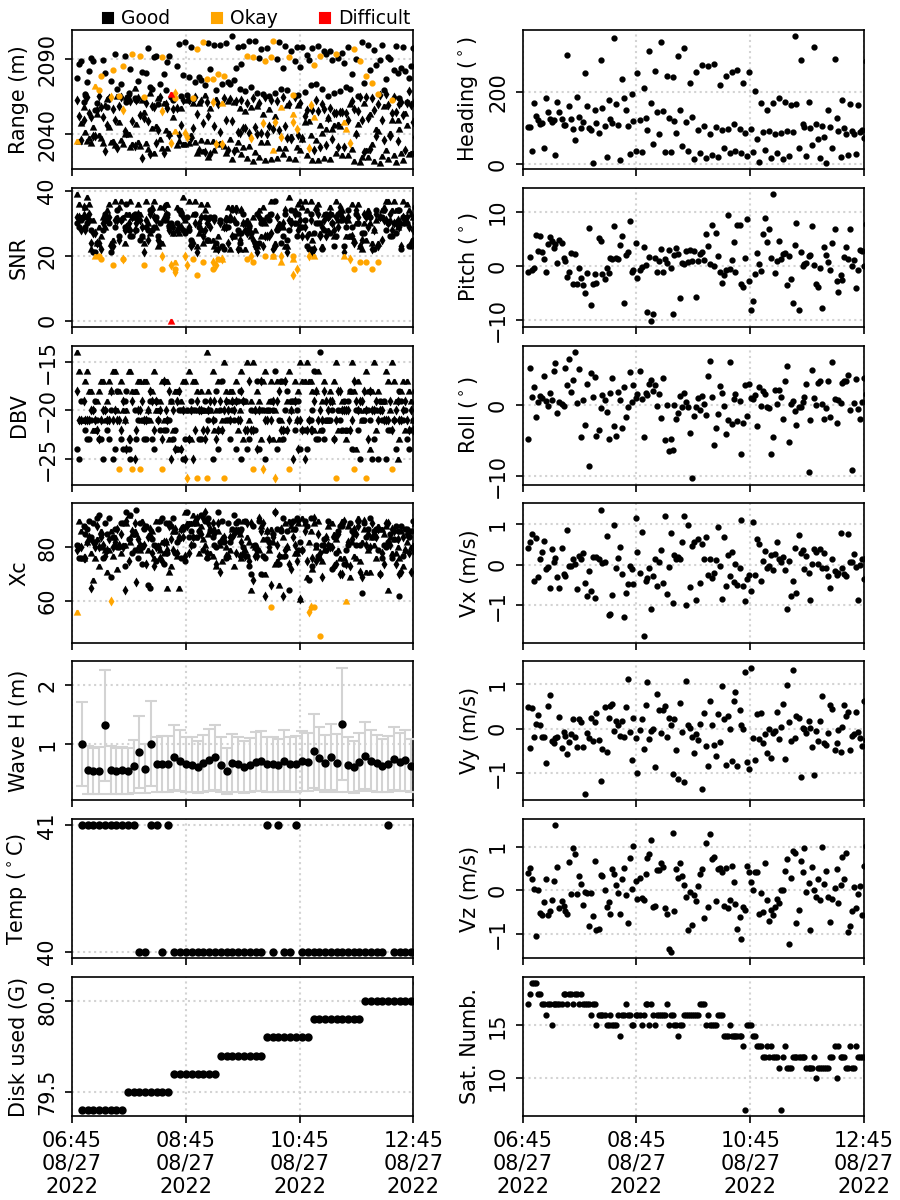 Good Okay Difficult
Range (m)
2090
2040
Heading (°)
200
0
SNR
40
20
0
Pitch (°)
10
0
−10
DBV
−15
−20
−25
Roll (°)
0
−10
Xc
80
60
Vx (m/s)
1
0
−1
Wave H (m)
2
1
Vy (m/s)
1
0
−1
Temp (°C)
41
40
Vz (m/s)
1
0
−1
Disk used (G)
80.0
79.5
Sat. Numb.
15
10
06:45 08:45 10:45 12:45
08/27 08/27 08/27 08/27
2022 2022 2022 2022
06:45 08:45 10:45 12:45
08/27 08/27 08/27 08/27
2022 2022 2022 2022